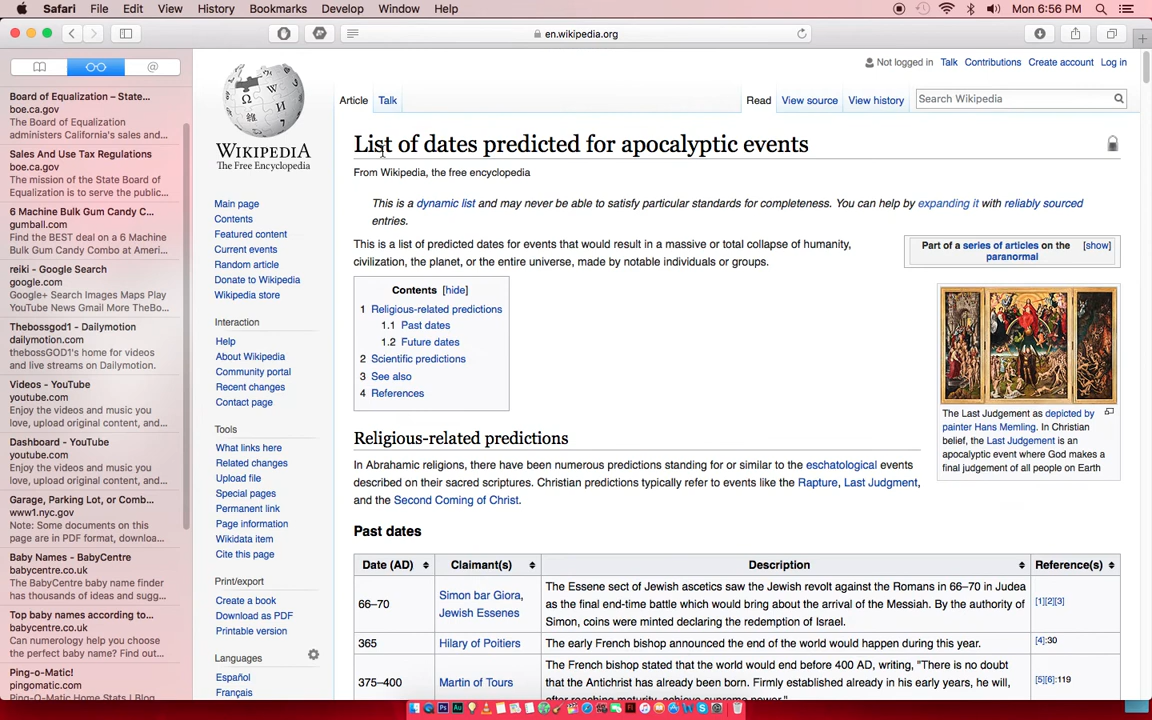 Safari File Edit View History Bookmarks Develop Window Help
Mon 6:56 PM
en.wikipedia.org
Board of Equalization – State...
boe.ca.gov
The Board of Equalization
administers California's sales and...
Sales And Use Tax Regulations
boe.ca.gov
The mission of the State Board of
Equalization is to serve the public...
6 Machine Bulk Gum Candy C...
gumball.com
Find the BEST deal on a 6 Machine
Bulk Gum Candy Combo at Ameri...
reiki - Google Search
google.com
Google+ Search Images Maps Play
YouTube News Gmail More TheBo...
Thebossgod1 - Dailymotion
dailymotion.com
thebossGOD1's home for videos
and live streams on Dailymotion.
Videos - YouTube
youtube.com
Enjoy the videos and music you
love, upload original content, and...
Dashboard - YouTube
youtube.com
Enjoy the videos and music you
love, upload original content, and...
Garage, Parking Lot, or Comb...
www1.nyc.gov
Note: Some documents on this
page are in PDF format, downloa...
Baby Names - BabyCentre
babycentre.co.uk
The BabyCentre baby name finder
has thousands of ideas and sugg...
Top baby names according to...
babycentre.co.uk
Can numerology help you choose
the perfect baby name? Find out...
Ping-o-Matic!
pingomatic.com
Ping-O-Matic Home Stats | Blog
WIKIPEDIA
The Free Encyclopedia
Main page
Contents
Featured content
Current events
Random article
Donate to Wikipedia
Wikipedia store
Interaction
Help
About Wikipedia
Community portal
Recent changes
Contact page
Tools
What links here
Related changes
Upload file
Special pages
Permanent link
Page information
Wikidata item
Cite this page
Print/export
Create a book
Download as PDF
Printable version
Languages
Español
Français
Not logged in Talk Contributions Create account Log in
Article Talk Read View source View history Search Wikipedia
List of dates predicted for apocalyptic events
From Wikipedia, the free encyclopedia
This is a dynamic list and may never be able to satisfy particular standards for completeness. You can help by expanding it with reliably sourced
entries.
This is a list of predicted dates for events that would result in a massive or total collapse of humanity,
civilization, the planet, or the entire universe, made by notable individuals or groups.
Part of a series of articles on the
paranormal
[show]
Contents [hide]
1 Religious-related predictions
1.1 Past dates
1.2 Future dates
2 Scientific predictions
3 See also
4 References
The Last Judgement as depicted by
painter Hans Memling. In Christian
belief, the Last Judgement is an
apocalyptic event where God makes a
final judgement of all people on Earth
Religious-related predictions
In Abrahamic religions, there have been numerous predictions standing for or similar to the eschatological events
described on their sacred scriptures. Christian predictions typically refer to events like the Rapture, Last Judgment,
and the Second Coming of Christ.
Past dates
Date (AD) Claimant(s) Description Reference(s)
66–70
Simon bar Giora,
Jewish Essenes
The Essene sect of Jewish ascetics saw the Jewish revolt against the Romans in 66–70 in Judea
as the final end-time battle which would bring about the arrival of the Messiah. By the authority of
Simon, coins were minted declaring the redemption of Israel.
[1][2][3]
365 Hilary of Poitiers The early French bishop announced the end of the world would happen during this year. [4]:30
375–400
Martin of Tours
The French bishop stated that the world would end before 400 AD, writing, "There is no doubt
that the Antichrist has already been born. Firmly established already in his early years, he will,
after reaching maturity, achieve supreme power."
[5][6]:119